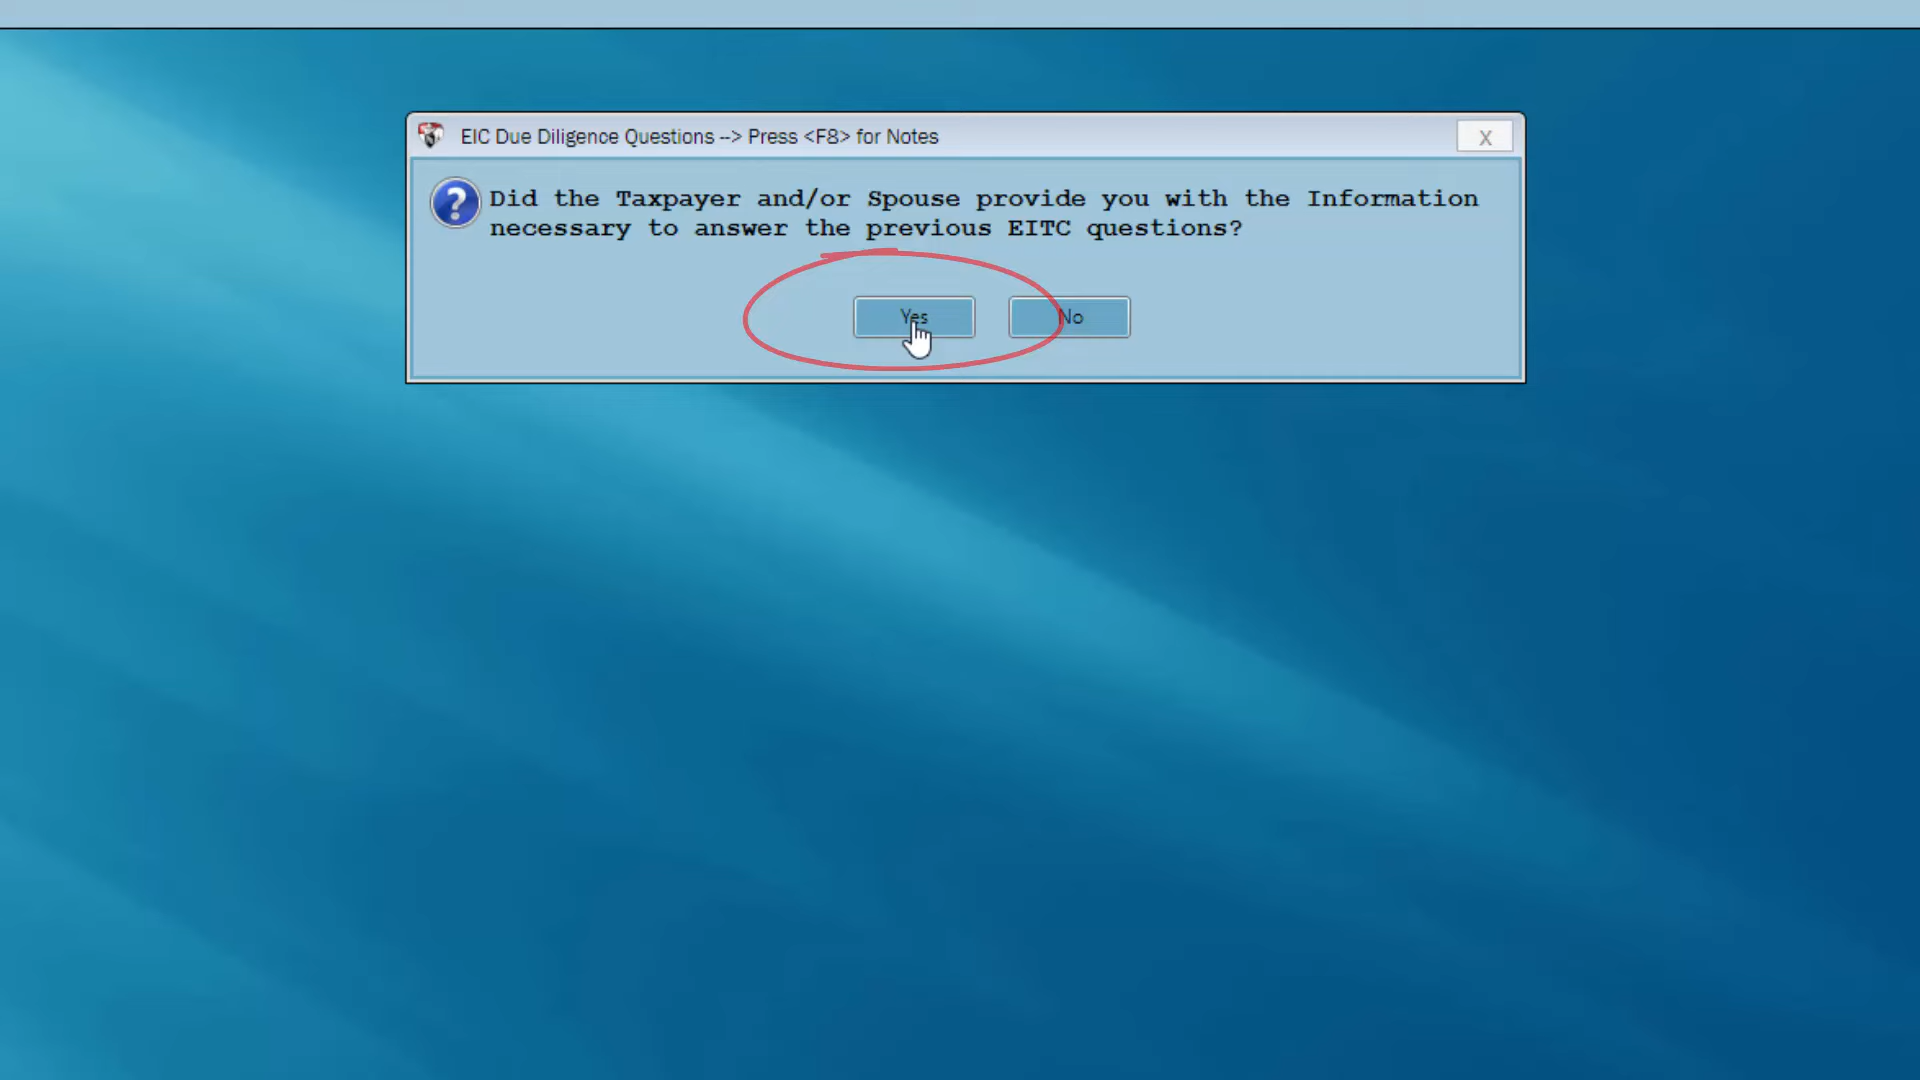 EIC Due Diligence Questions --> Press <F8> for Notes
X
Did the Taxpayer and/or Spouse provide you with the Information
necessary to answer the previous EITC questions?
Yes
No